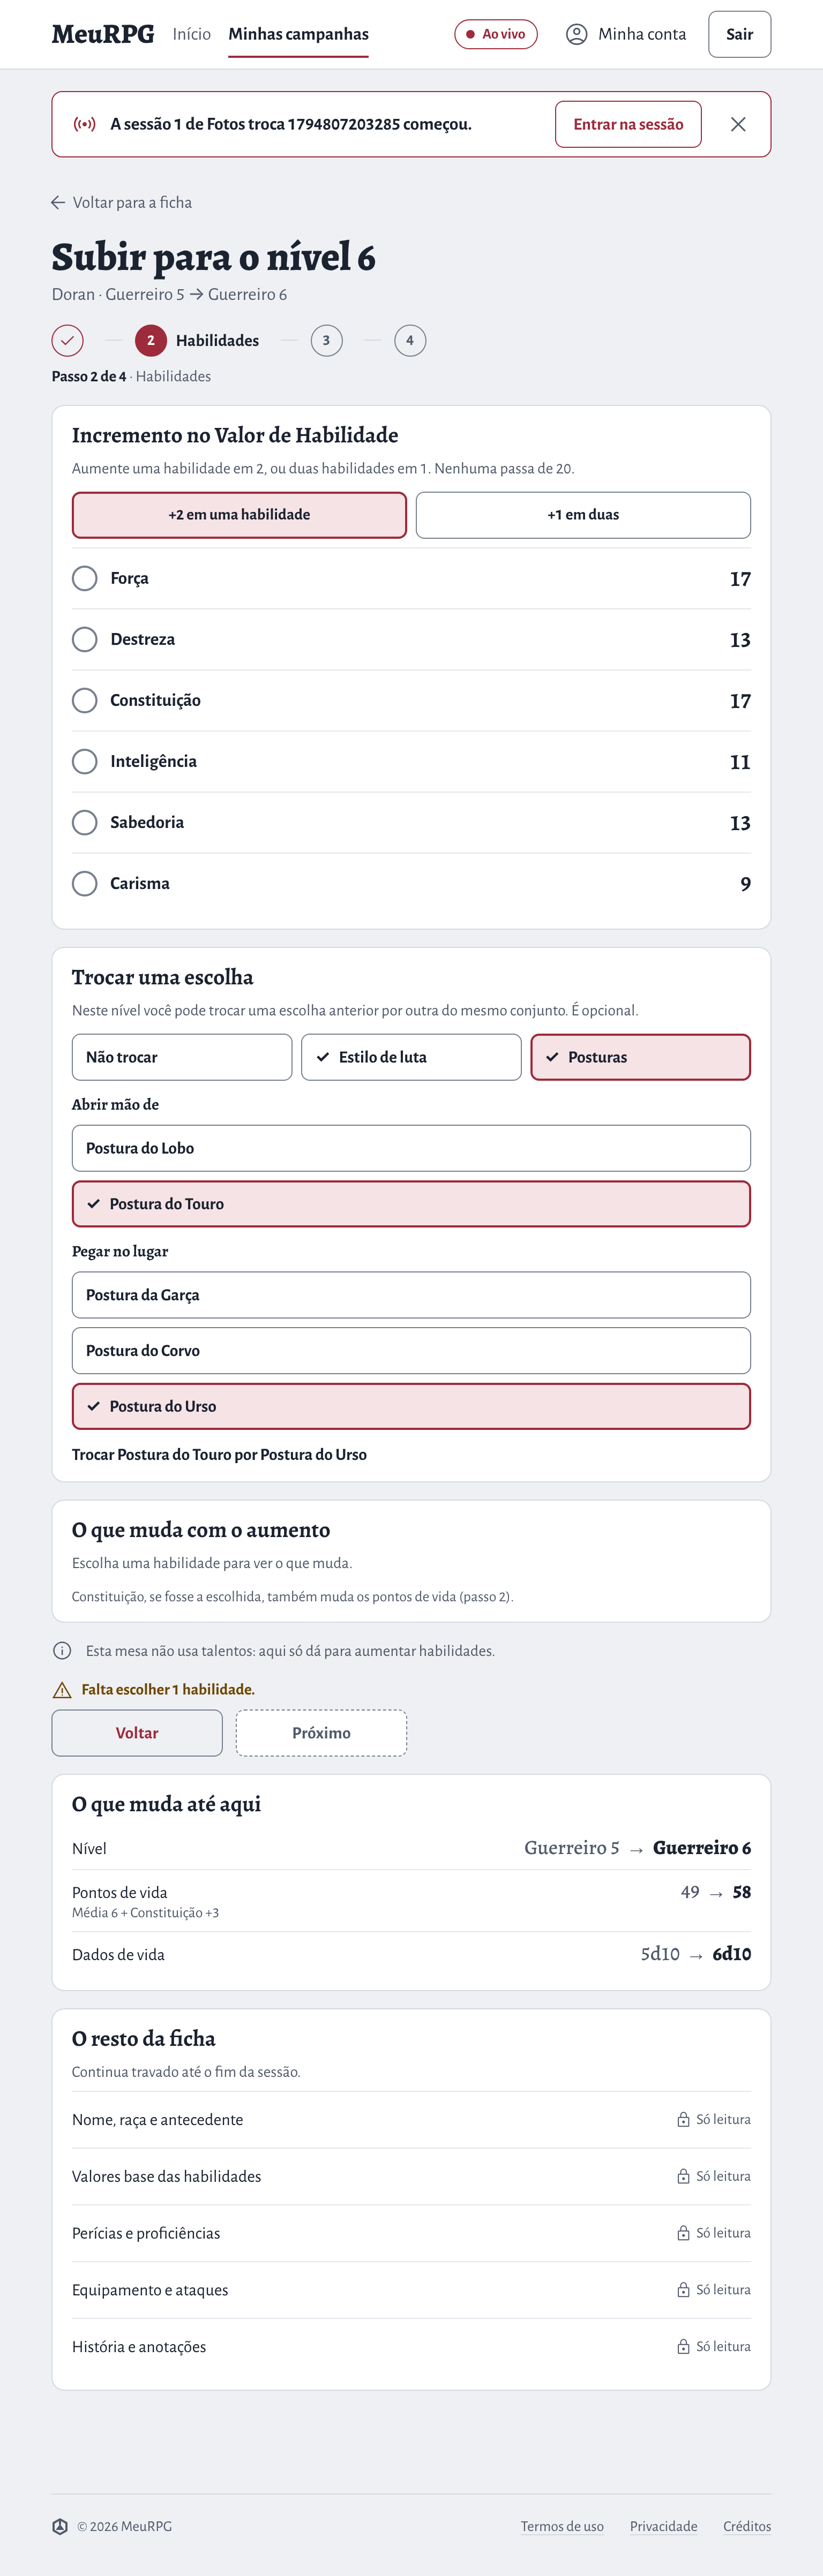 MeuRPG Início Minhas campanhas Ao vivo Minha conta Sair
A sessão 1 de Fotos troca 1794807203285 começou. Entrar na sessão
Voltar para a ficha
Subir para o nível 6
Doran · Guerreiro 5 → Guerreiro 6
2 Habilidades 3 4
Passo 2 de 4 · Habilidades
Incremento no Valor de Habilidade
Aumente uma habilidade em 2, ou duas habilidades em 1. Nenhuma passa de 20.
+2 em uma habilidade +1 em duas
Força 17
Destreza 13
Constituição 17
Inteligência 11
Sabedoria 13
Carisma 9
Trocar uma escolha
Neste nível você pode trocar uma escolha anterior por outra do mesmo conjunto. É opcional.
Não trocar Estilo de luta Posturas
Abrir mão de
Postura do Lobo
Postura do Touro
Pegar no lugar
Postura da Garça
Postura do Corvo
Postura do Urso
Trocar Postura do Touro por Postura do Urso
O que muda com o aumento
Escolha uma habilidade para ver o que muda.
Constituição, se fosse a escolhida, também muda os pontos de vida (passo 2).
Esta mesa não usa talentos: aqui só dá para aumentar habilidades.
Falta escolher 1 habilidade.
Voltar Próximo
O que muda até aqui
Nível Guerreiro 5 → Guerreiro 6
Pontos de vida 49 → 58
Média 6 + Constituição +3
Dados de vida 5d10 → 6d10
O resto da ficha
Continua travado até o fim da sessão.
Nome, raça e antecedente Só leitura
Valores base das habilidades Só leitura
Perícias e proficiências Só leitura
Equipamento e ataques Só leitura
História e anotações Só leitura
© 2026 MeuRPG Termos de uso Privacidade Créditos